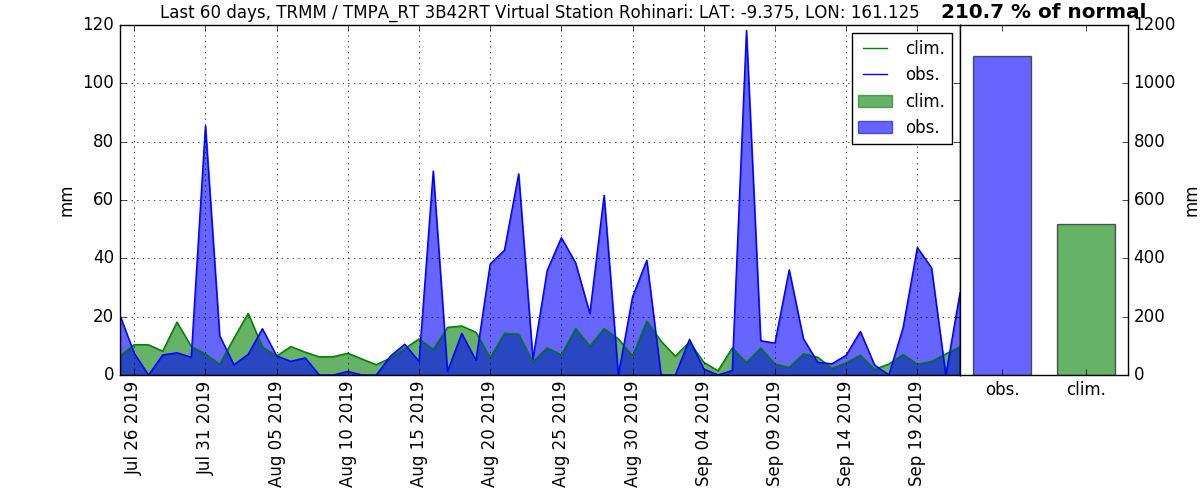 Last 60 days, TRMM / TMPA_RT 3B42RT Virtual Station Rohinari: LAT: -9.375, LON: 161.125
210.7 % of normal
120
100
80
60
40
20
0
mm
clim.
obs.
clim.
obs.
1200
1000
800
600
400
200
0
mm
Jul 26 2019
Jul 31 2019
Aug 05 2019
Aug 10 2019
Aug 15 2019
Aug 20 2019
Aug 25 2019
Aug 30 2019
Sep 04 2019
Sep 09 2019
Sep 14 2019
Sep 19 2019
obs.
clim.